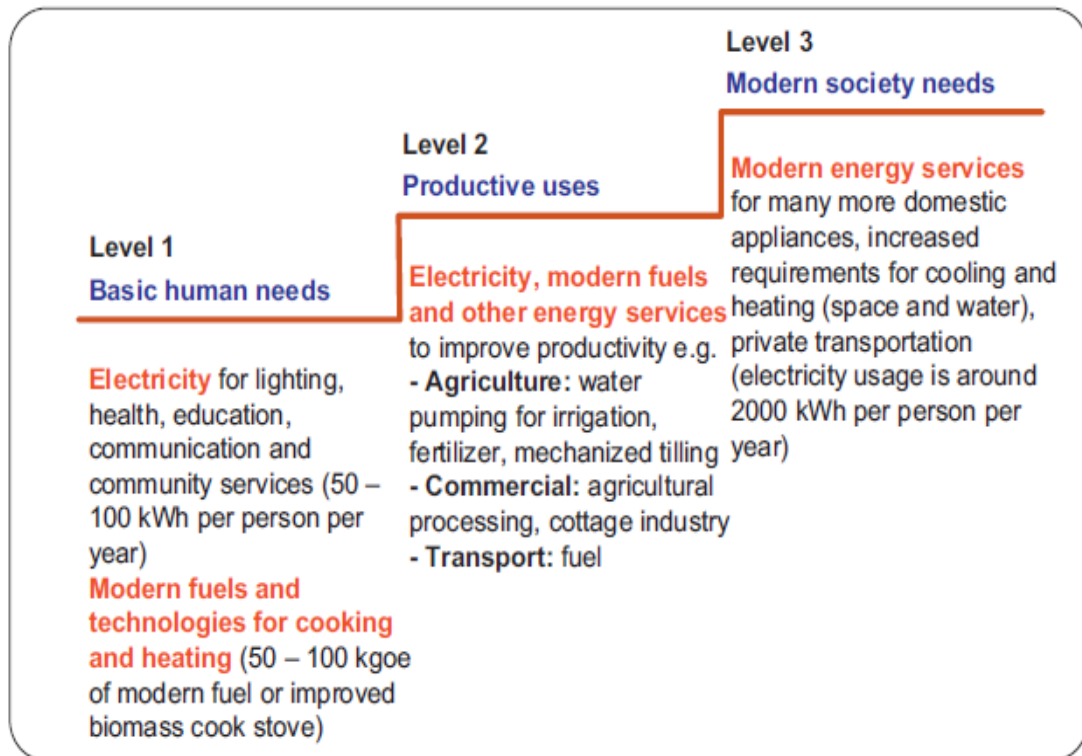 Level 1
Basic human needs
Electricity for lighting,
health, education,
communication and
community services (50 –
100 kWh per person per
year)
Modern fuels and
technologies for cooking
and heating (50 – 100 kgoe
of modern fuel or improved
biomass cook stove)
Level 2
Productive uses
Electricity, modern fuels
and other energy services
to improve productivity e.g.
- Agriculture: water
pumping for irrigation,
fertilizer, mechanized tilling
- Commercial: agricultural
processing, cottage industry
- Transport: fuel
Level 3
Modern society needs
Modern energy services
for many more domestic
appliances, increased
requirements for cooling and
heating (space and water),
private transportation
(electricity usage is around
2000 kWh per person per
year)